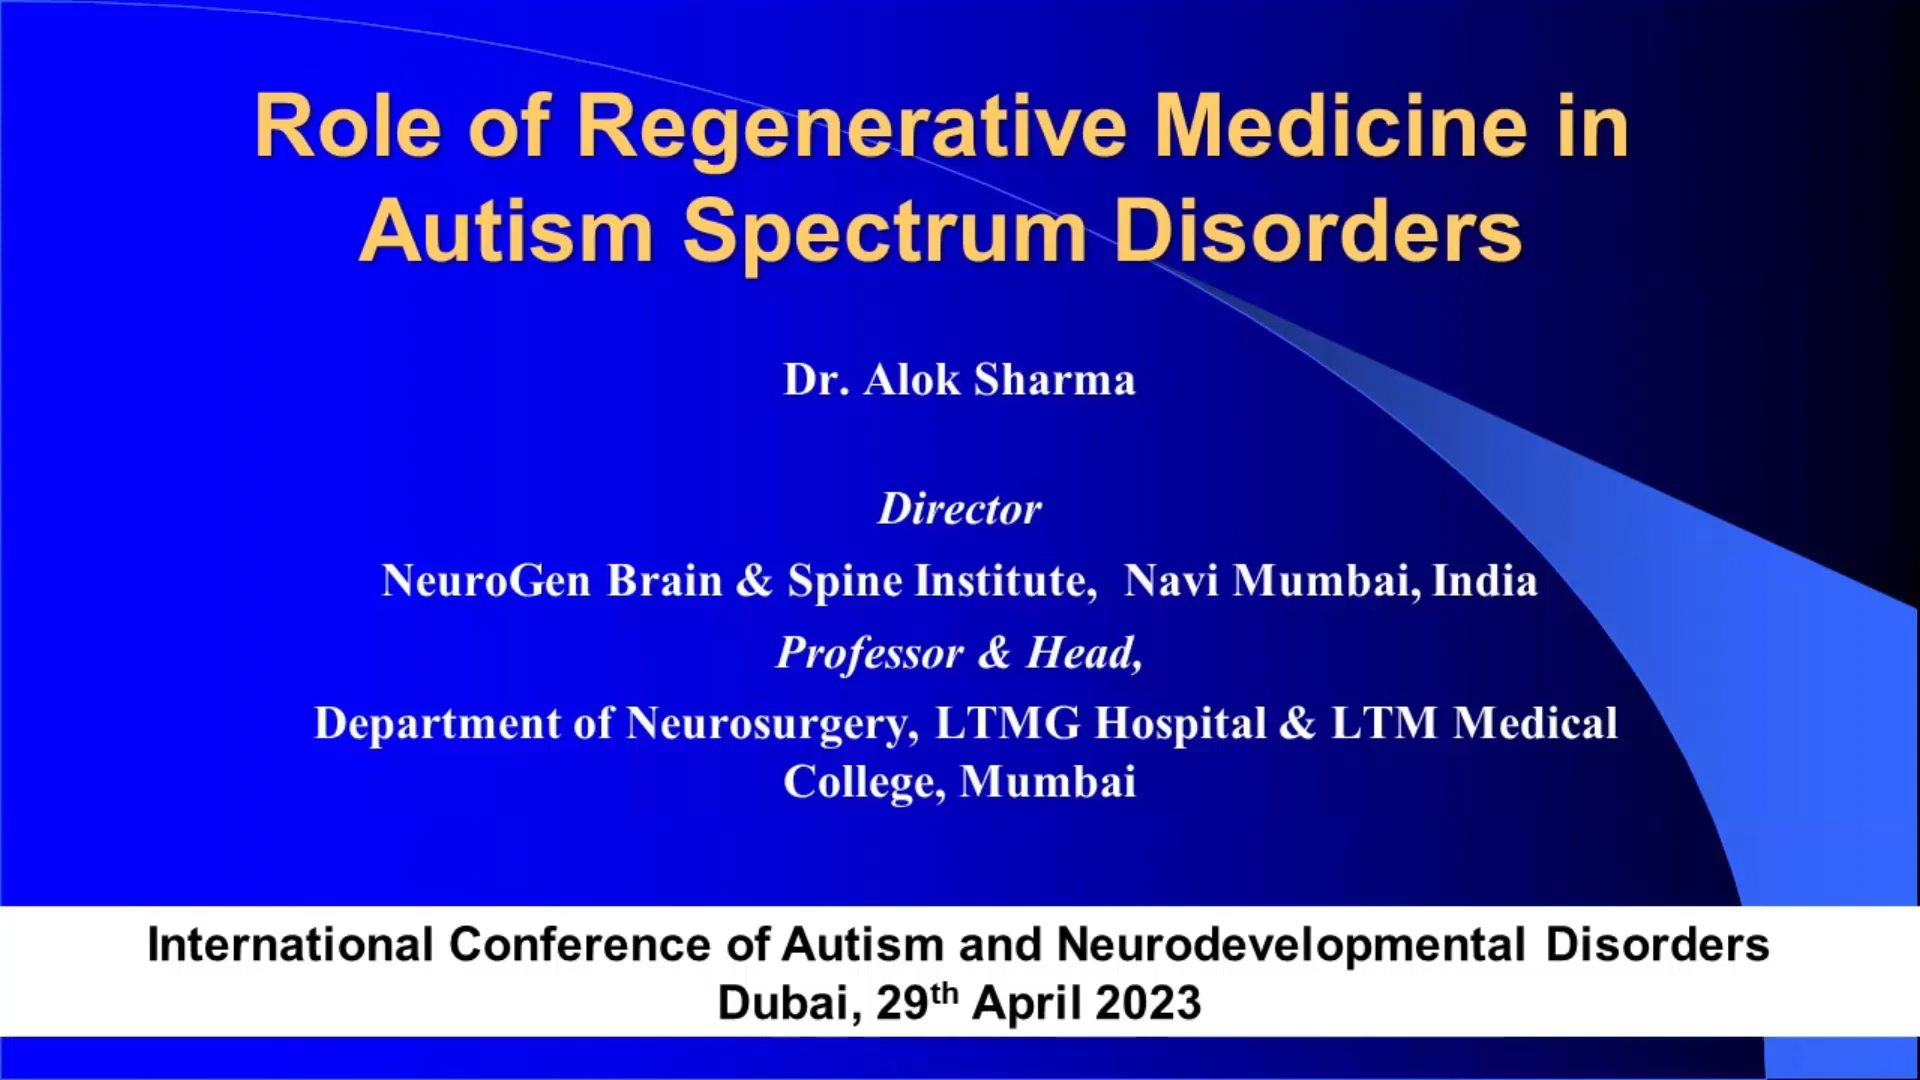 Role of Regenerative Medicine in
Autism Spectrum Disorders
Dr. Alok Sharma
Director
NeuroGen Brain & Spine Institute, Navi Mumbai, India
Professor & Head,
Department of Neurosurgery, LTMG Hospital & LTM Medical
College, Mumbai
International Conference of Autism and Neurodevelopmental Disorders
Dubai, 29th April 2023